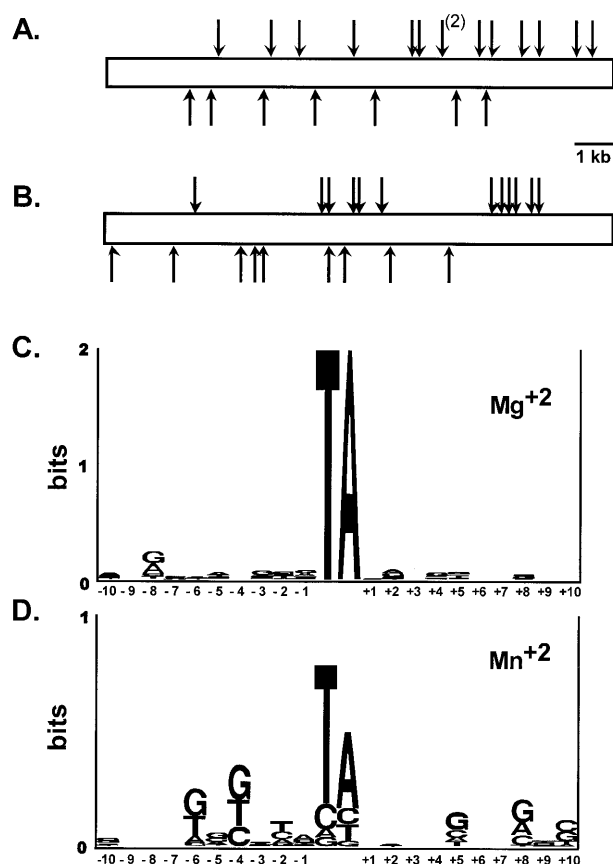 A.
(2)
1 kb
B.
C.
2
Mg+2
bits
1
TA
0
-10 -9 -8 -7 -6 -5 -4 -3 -2 -1 +1 +2 +3 +4 +5 +6 +7 +8 +9 +10
D.
1
Mn+2
bits
0
-10 -9 -8 -7 -6 -5 -4 -3 -2 -1 +1 +2 +3 +4 +5 +6 +7 +8 +9 +10